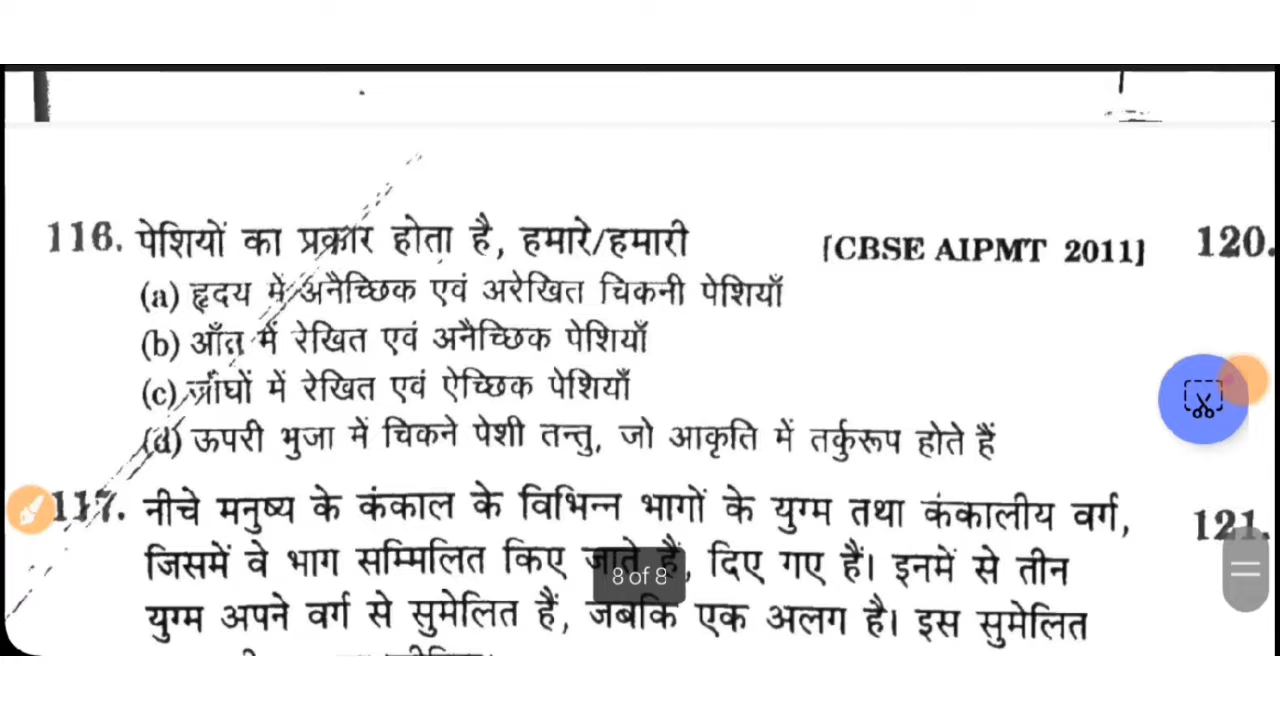 116. पेशियों का प्रकार होता है, हमारे/हमारी [CBSE AIPMT 2011]
(a) हृदय में अनैच्छिक एवं अरेखित चिकनी पेशियाँ
(b) आँत में रेखित एवं अनैच्छिक पेशियाँ
(c) जाँघों में रेखित एवं ऐच्छिक पेशियाँ
(d) ऊपरी भुजा में चिकने पेशी तन्तु, जो आकृति में तर्कुरूप होते हैं
117. नीचे मनुष्य के कंकाल के विभिन्न भागों के युग्म तथा कंकालीय वर्ग,
जिसमें वे भाग सम्मिलित किए जाते हैं, दिए गए हैं। इनमें से तीन
युग्म अपने वर्ग से सुमेलित हैं, जबकि एक अलग है। इस सुमेलित
8 of 8
120.
121.